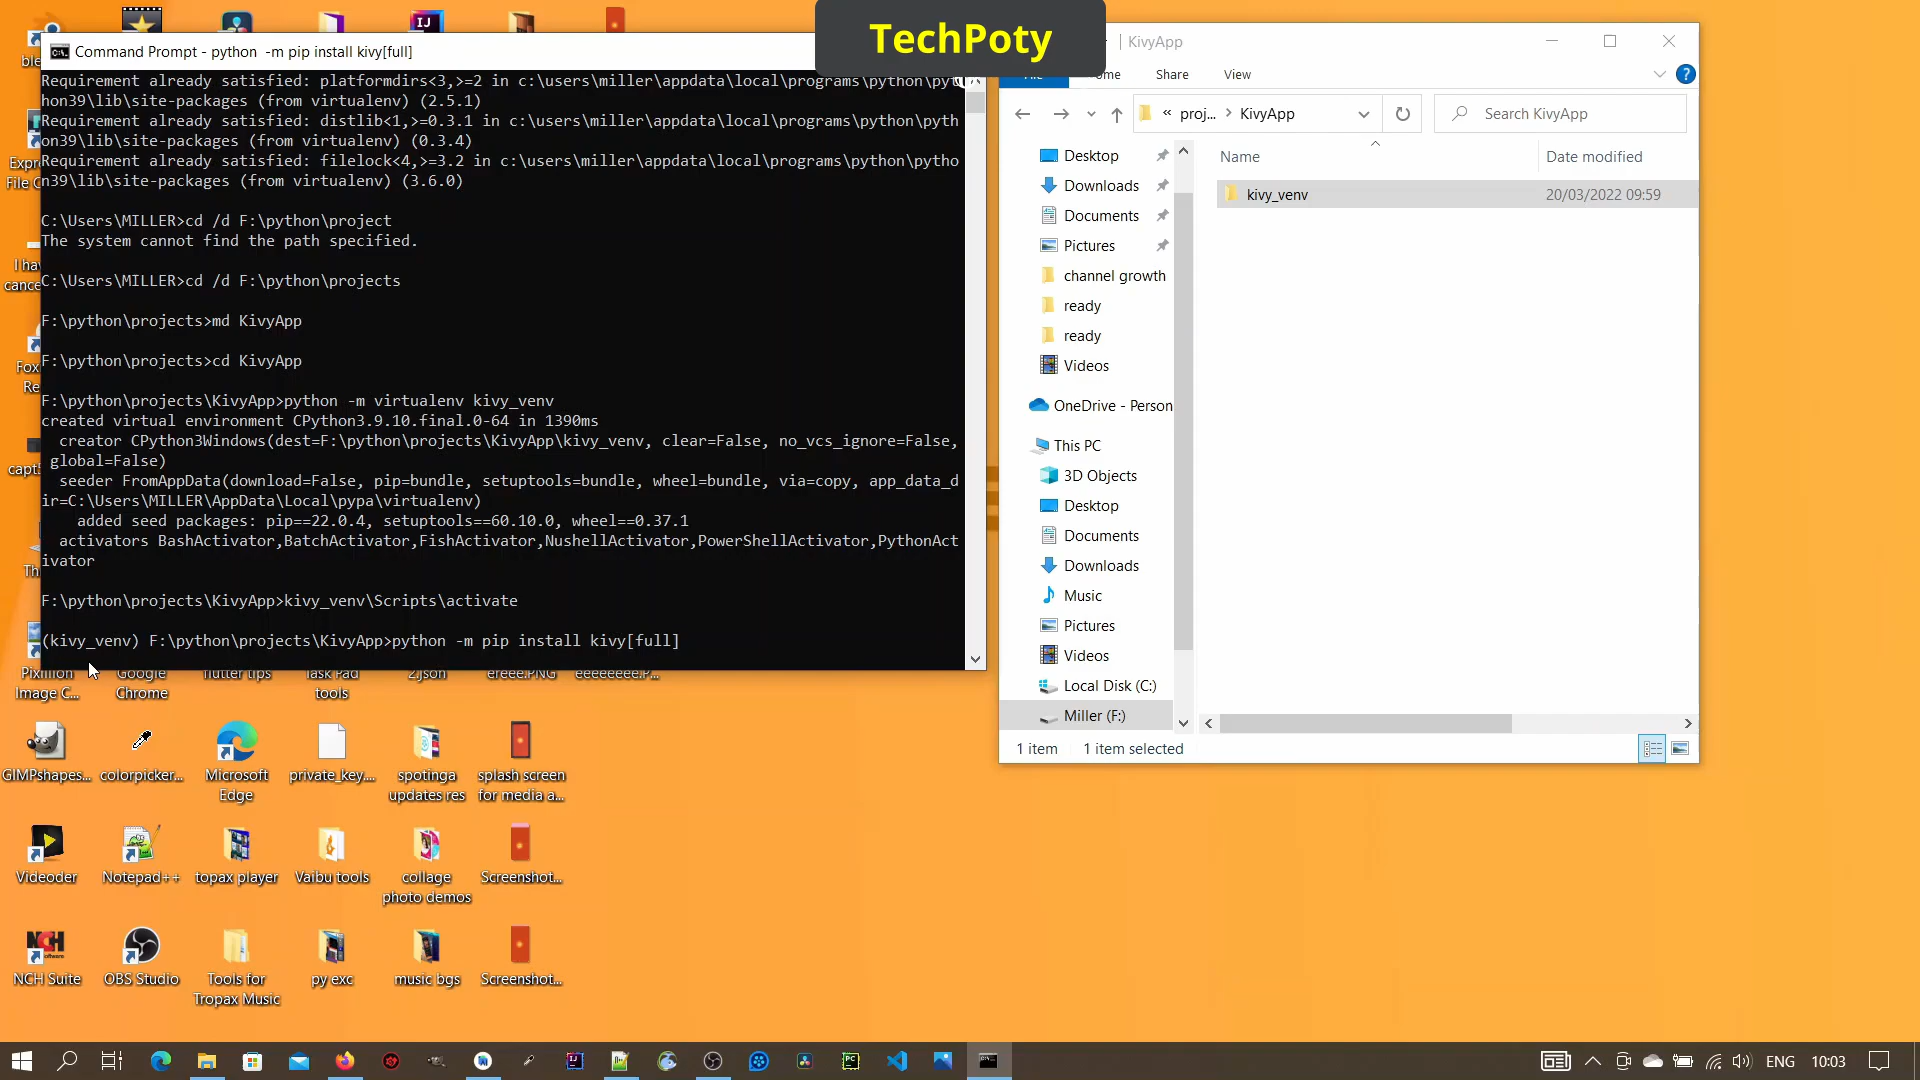 TechPoty
Command Prompt - python  -m pip install kivy[full]
Requirement already satisfied: platformdirs<3,>=2 in c:\users\miller\appdata\local\programs\python\pyt
hon39\lib\site-packages (from virtualenv) (2.5.1)
Requirement already satisfied: distlib<1,>=0.3.1 in c:\users\miller\appdata\local\programs\python\pyth
on39\lib\site-packages (from virtualenv) (0.3.4)
Requirement already satisfied: filelock<4,>=3.2 in c:\users\miller\appdata\local\programs\python\pytho
n39\lib\site-packages (from virtualenv) (3.6.0)
C:\Users\MILLER>cd /d F:\python\project
The system cannot find the path specified.
C:\Users\MILLER>cd /d F:\python\projects
F:\python\projects>md KivyApp
F:\python\projects>cd KivyApp
F:\python\projects\KivyApp>python -m virtualenv kivy_venv
created virtual environment CPython3.9.10.final.0-64 in 1390ms
creator CPython3Windows(dest=F:\python\projects\KivyApp\kivy_venv, clear=False, no_vcs_ignore=False,
global=False)
seeder FromAppData(download=False, pip=bundle, setuptools=bundle, wheel=bundle, via=copy, app_data_d
ir=C:\Users\MILLER\AppData\Local\pypa\virtualenv)
added seed packages: pip==22.0.4, setuptools==60.10.0, wheel==0.37.1
activators BashActivator,BatchActivator,FishActivator,NushellActivator,PowerShellActivator,PythonAct
ivator
F:\python\projects\KivyApp>kivy_venv\Scripts\activate
(kivy_venv) F:\python\projects\KivyApp>python -m pip install kivy[full]
KivyApp
Share
View
« proj... > KivyApp
Search KivyApp
Name
Date modified
kivy_venv
20/03/2022 09:59
Desktop
Downloads
Documents
Pictures
channel growth
ready
ready
Videos
OneDrive - Person
This PC
3D Objects
Desktop
Documents
Downloads
Music
Pictures
Videos
Local Disk (C:)
Miller (F:)
1 item
1 item selected
Image C...
Google
Chrome
tools
GIMPshapes...
colorpicker...
Microsoft
Edge
private_key....
spotinga
updates res
splash screen
for media a...
Videoder
Notepad++
topax player
Vaibu tools
collage
photo demos
Screenshot...
NCH Suite
OBS Studio
Tools for
Tropax Music
py exc
music bgs
Screenshot...
ENG
10:03